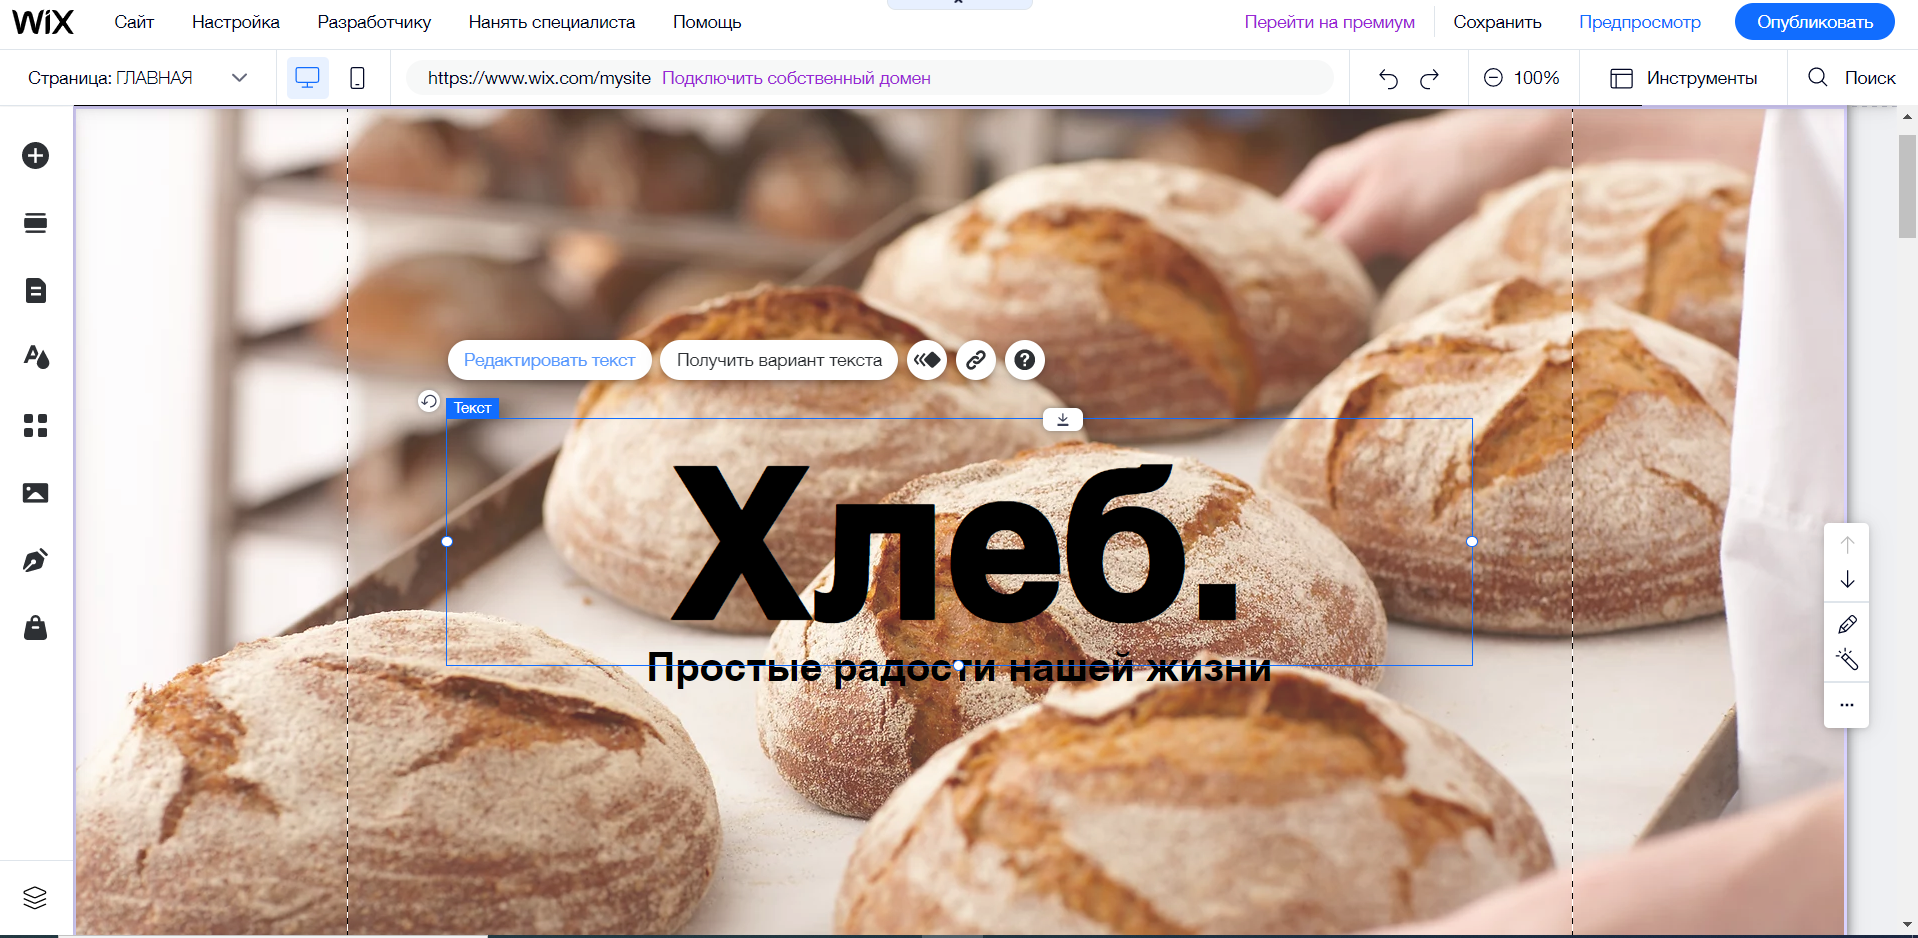 WiX Сайт Настройка Разработчику Нанять специалиста Помощь Перейти на премиум Сохранить Предпросмотр Опубликовать
Страница: ГЛАВНАЯ https://www.wix.com/mysite Подключить собственный домен 100% Инструменты Поиск
Редактировать текст Получить вариант текста
Текст
Хлеб.
Простые радости нашей жизни